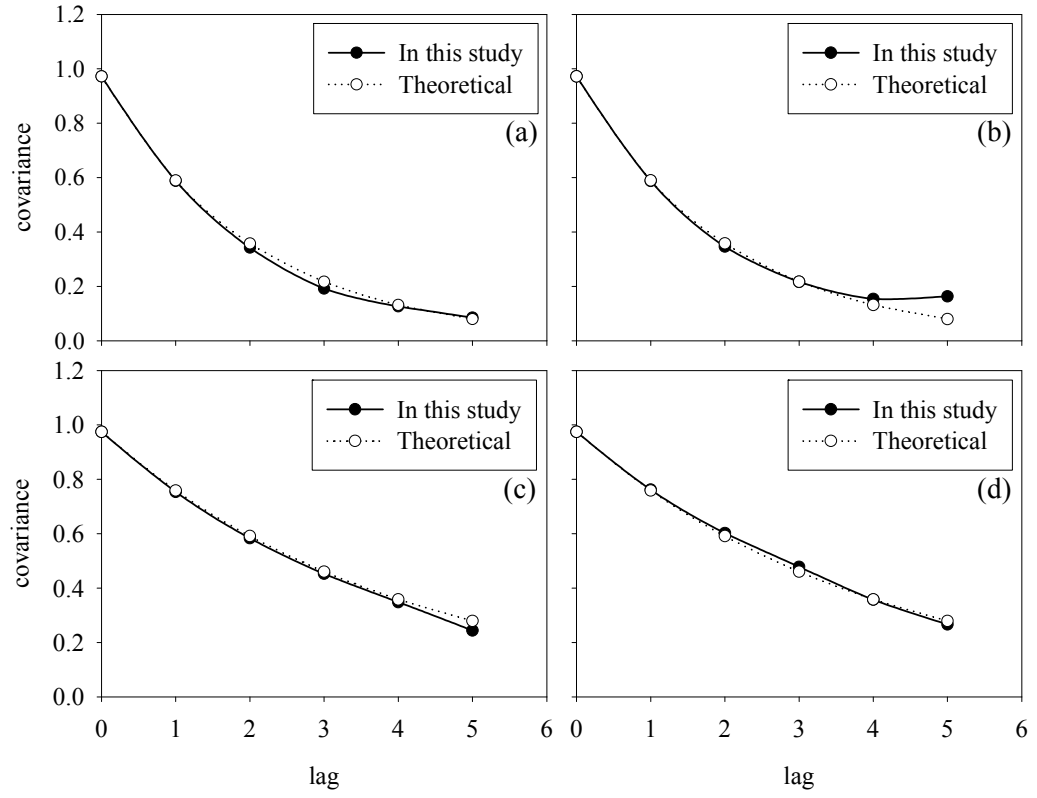 1.2
1.0
0.8
0.6
0.4
0.2
0.0
covariance
In this study
Theoretical
(a)
In this study
Theoretical
(b)
1.2
1.0
0.8
0.6
0.4
0.2
0.0
covariance
In this study
Theoretical
(c)
In this study
Theoretical
(d)
0 1 2 3 4 5 6
lag
0 1 2 3 4 5 6
lag